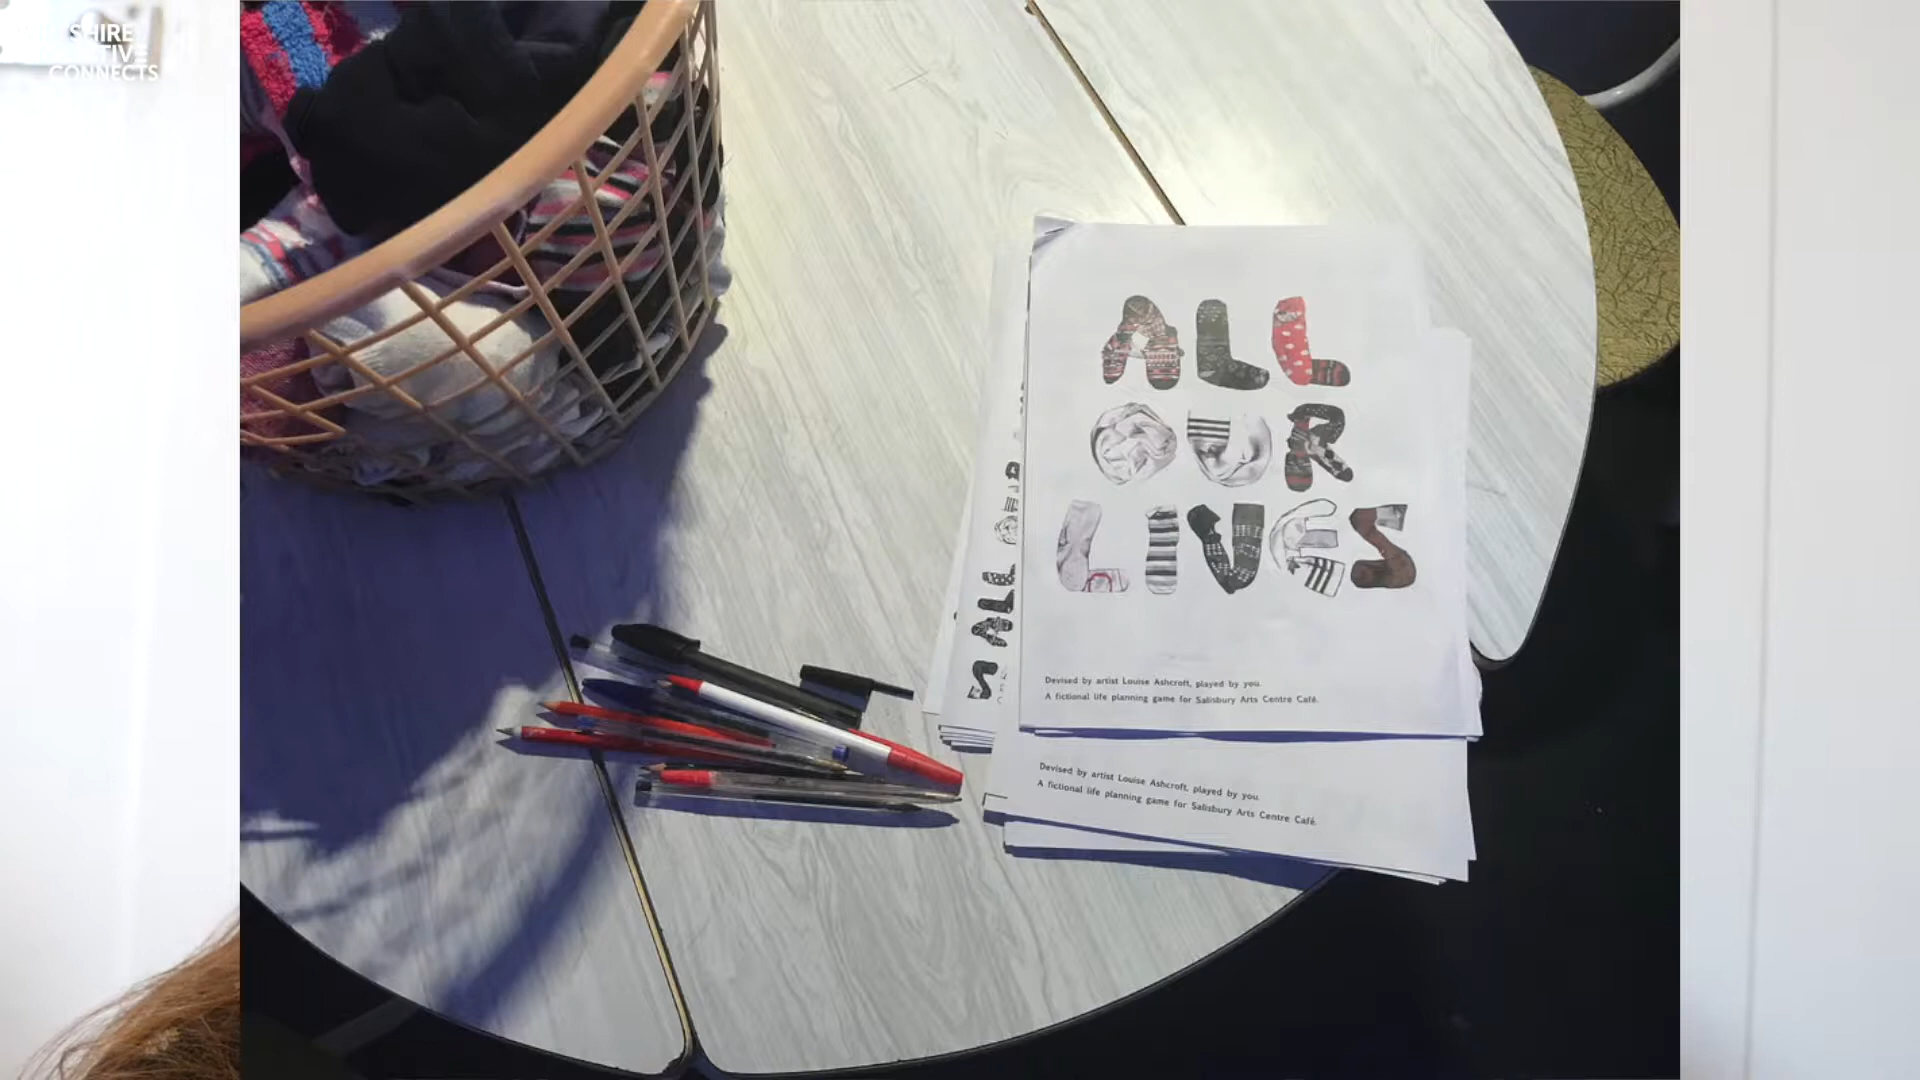 SHIRE
CONNECTS
ALL
OUR
LIVES
Devised by artist Louise Ashcroft, played by you.
A fictional life planning game for Salisbury Arts Centre Café.
Devised by artist Louise Ashcroft, played by you.
A fictional life planning game for Salisbury Arts Centre Café.
ALL